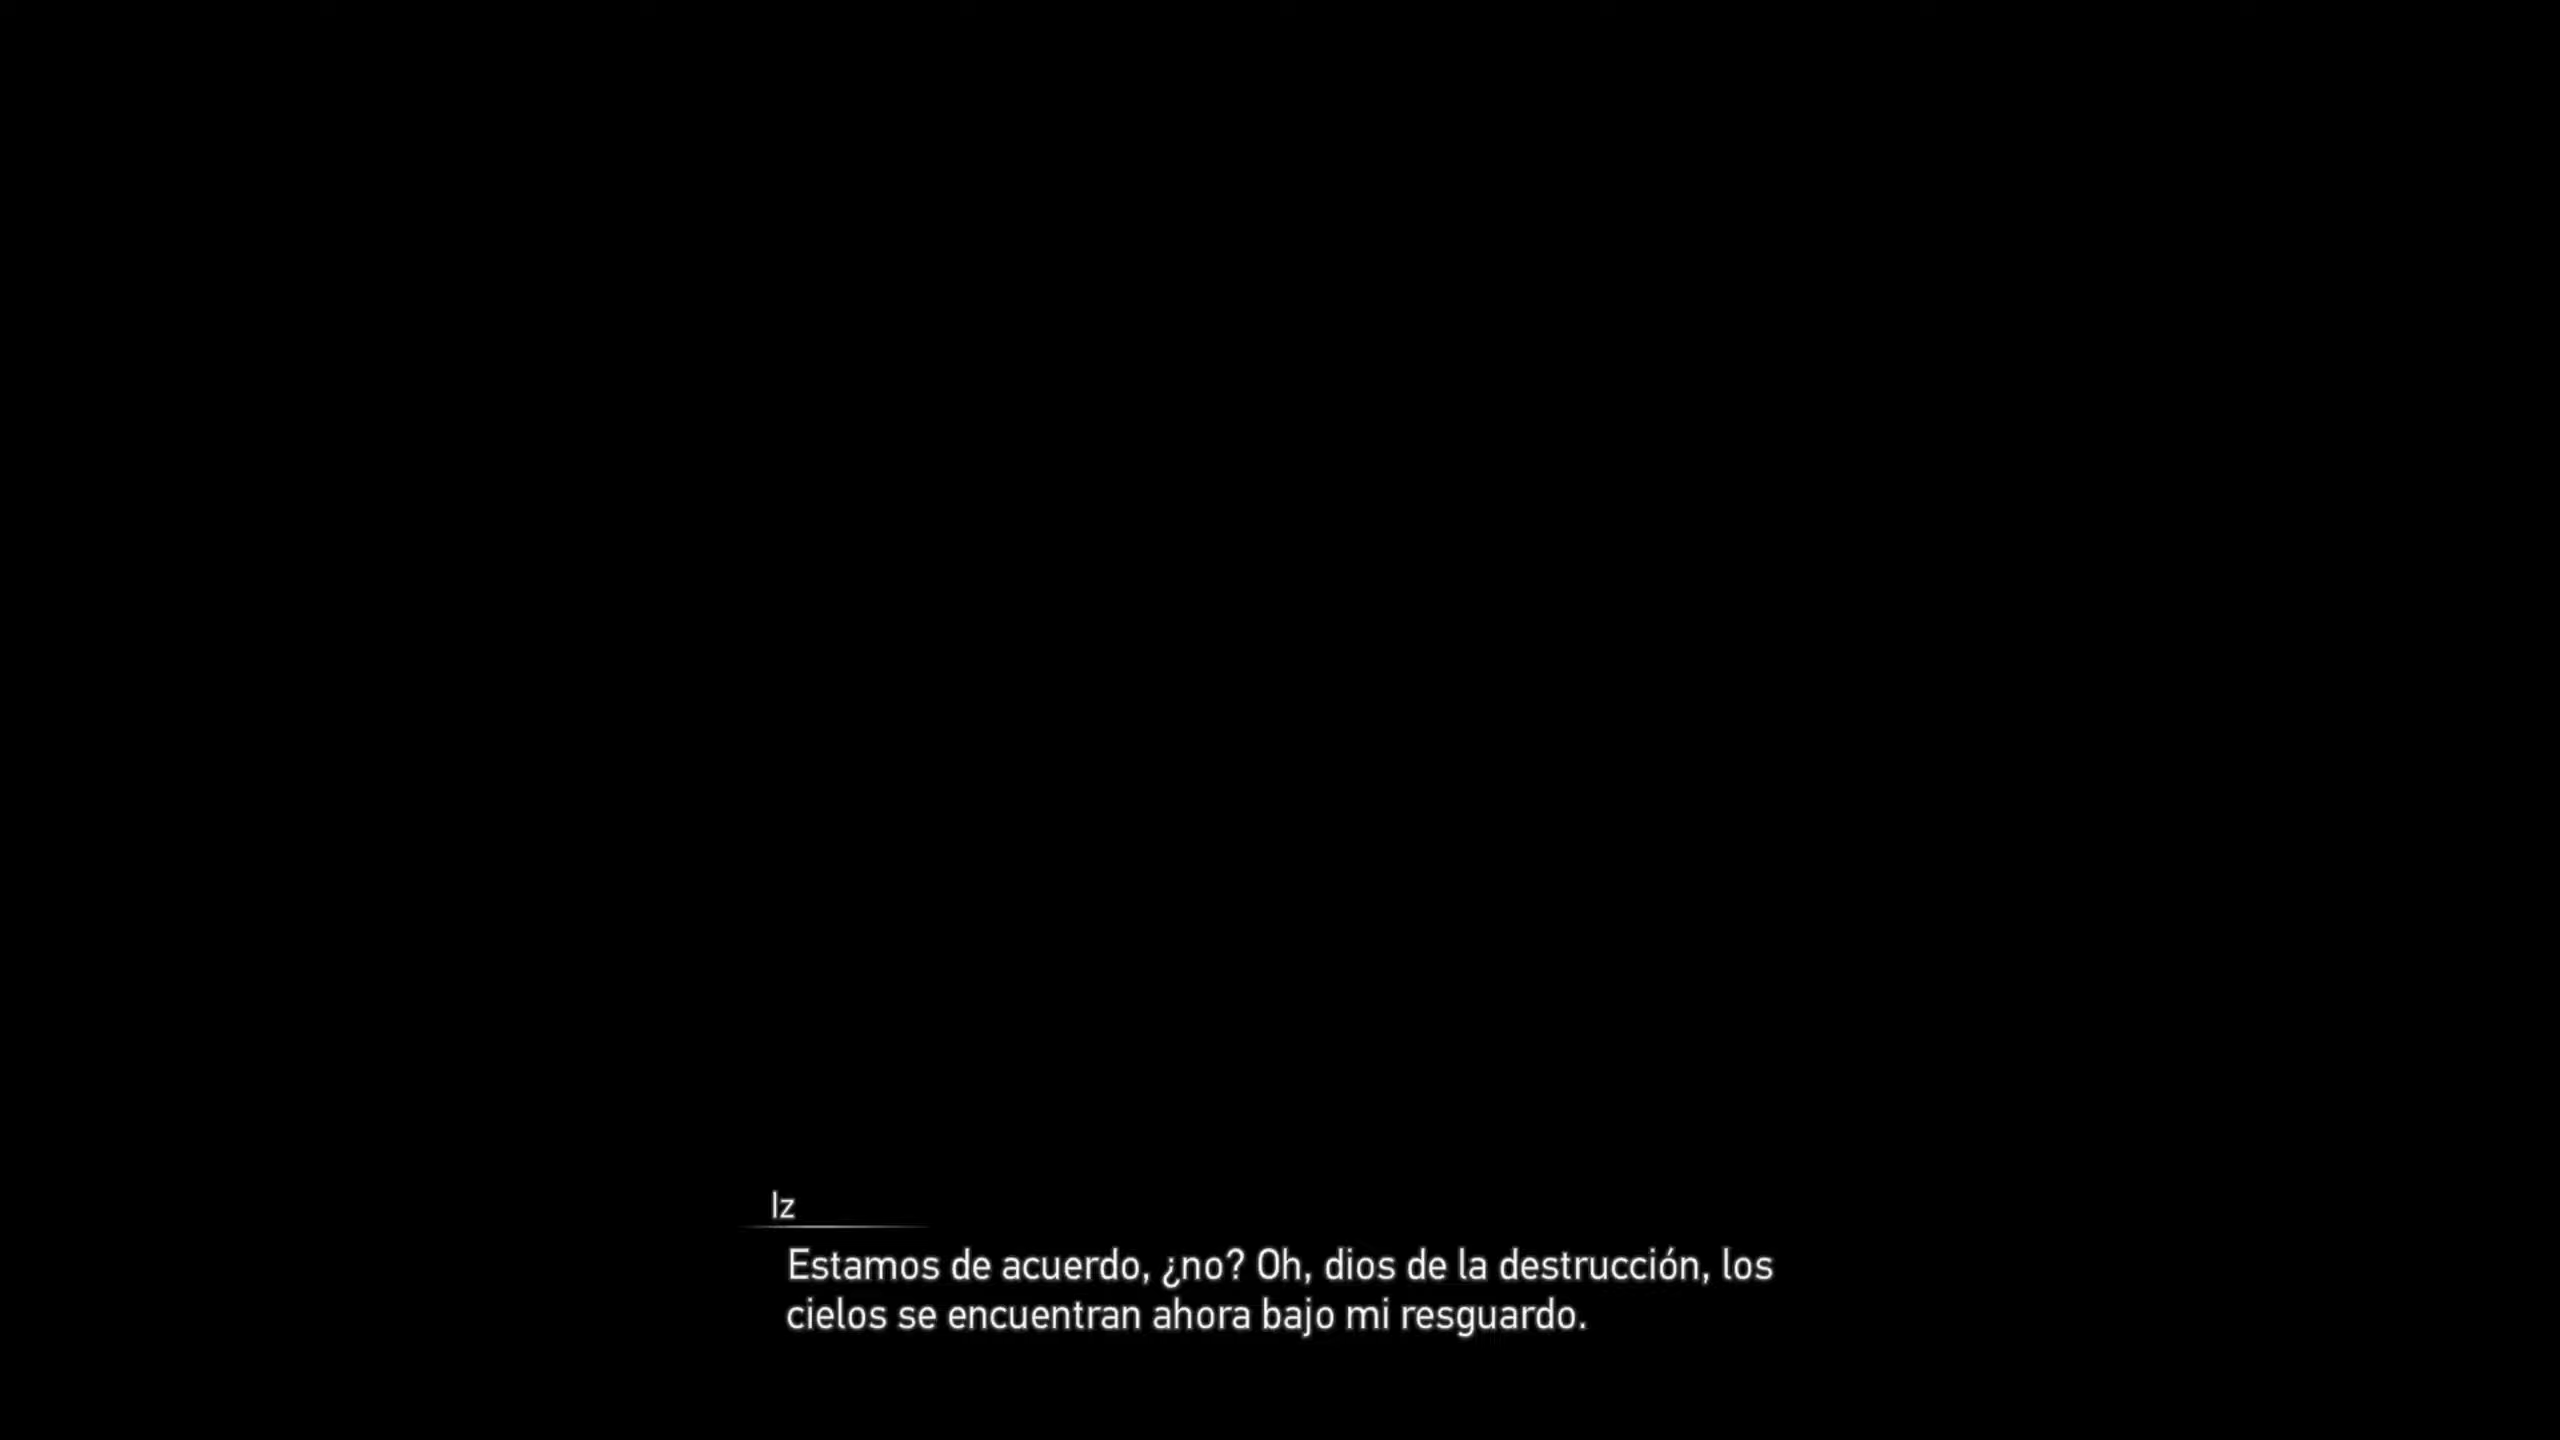 Iz
Estamos de acuerdo, ¿no? Oh, dios de la destrucción, los
cielos se encuentran ahora bajo mi resguardo.